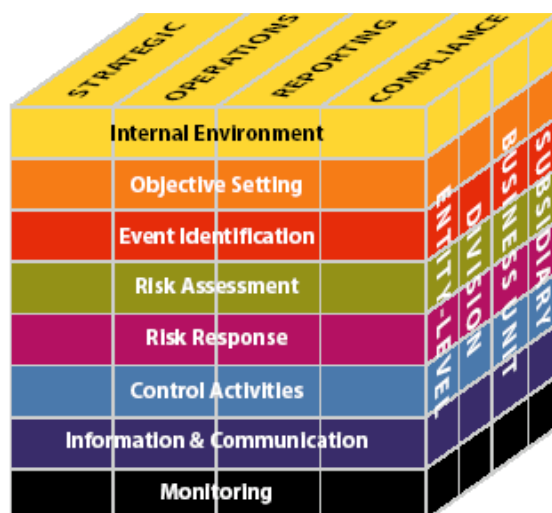 STRATEGIC
OPERATIONS
REPORTING
COMPLIANCE
Internal Environment
Objective Setting
Event Identification
Risk Assessment
Risk Response
Control Activities
Information & Communication
Monitoring
ENTITY-LEVEL
DIVISION
BUSINESS UNIT
SUBSIDIARY